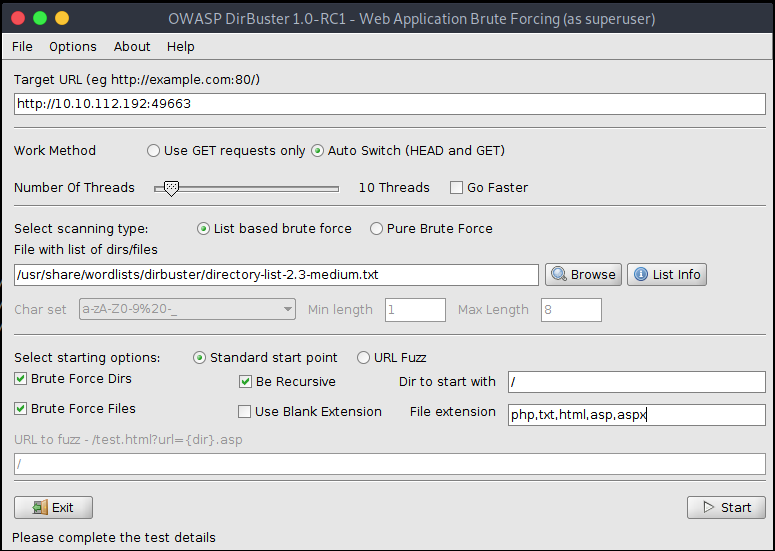 OWASP DirBuster 1.0-RC1 - Web Application Brute Forcing (as superuser)
File Options About Help
Target URL (eg http://example.com:80/)
http://10.10.112.192:49663
Work Method Use GET requests only Auto Switch (HEAD and GET)
Number Of Threads 10 Threads Go Faster
Select scanning type: List based brute force Pure Brute Force
File with list of dirs/files
/usr/share/wordlists/dirbuster/directory-list-2.3-medium.txt Browse List Info
Char set a-zA-Z0-9%20-_ Min length 1 Max Length 8
Select starting options: Standard start point URL Fuzz
Brute Force Dirs Be Recursive Dir to start with /
Brute Force Files Use Blank Extension File extension php,txt,html,asp,aspx
URL to fuzz - /test.html?url={dir}.asp
/
Exit Start
Please complete the test details